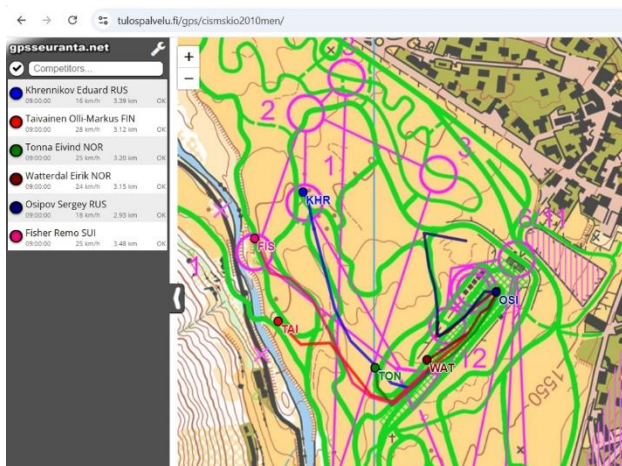 tulospalvelu.fi/gps/cismskio2010men/
gpsseuranta.net
Competitors...
Khrennikov Eduard RUS
09:00:00 16 km/h 3.39 km OK
Taivainen Olli-Markus FIN
09:00:00 28 km/h 3.12 km OK
Tonna Eivind NOR
09:00:00 25 km/h 3.20 km OK
Watterdal Eirik NOR
09:00:00 24 km/h 3.15 km OK
Osipov Sergey RUS
09:00:00 18 km/h 2.93 km OK
Fisher Remo SUI
09:00:00 25 km/h 3.48 km OK
+
−
2
1
3
KHR
FIS
11
1
OSI
TAI
TON
WAT
12
1550